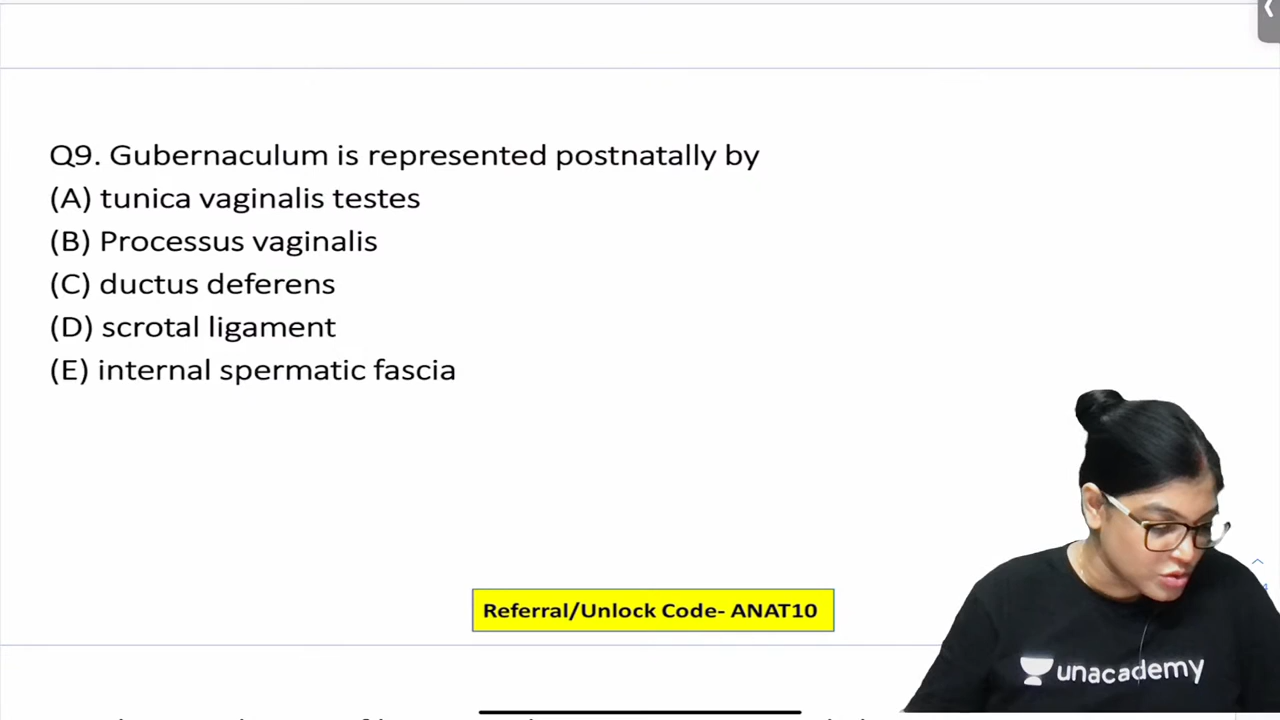 Q9. Gubernaculum is represented postnatally by
(A) tunica vaginalis testes
(B) Processus vaginalis
(C) ductus deferens
(D) scrotal ligament
(E) internal spermatic fascia
Referral/Unlock Code- ANAT10
unacademy